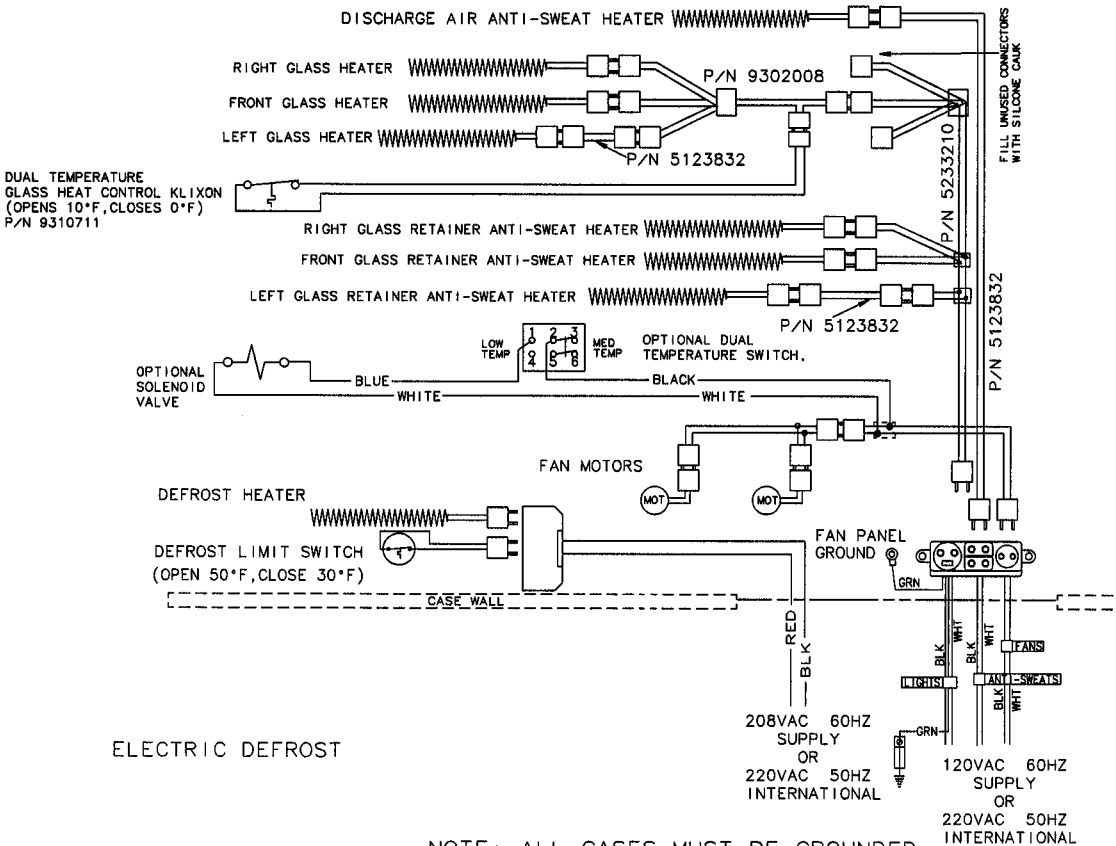 DISCHARGE AIR ANTI-SWEAT HEATER
FILL UNUSED CONNECTORS
WITH SILCONE CAUK
RIGHT GLASS HEATER
P/N 9302008
FRONT GLASS HEATER
LEFT GLASS HEATER
P/N 5123832
P/N 5233210
DUAL TEMPERATURE
GLASS HEAT CONTROL KLIXON
(OPENS 10°F,CLOSES 0°F)
P/N 9310711
RIGHT GLASS RETAINER ANTI-SWEAT HEATER
FRONT GLASS RETAINER ANTI-SWEAT HEATER
LEFT GLASS RETAINER ANTI-SWEAT HEATER
P/N 5123832
P/N 5123832
LOW
TEMP
1 2 3
4 5 6
MED
TEMP
OPTIONAL DUAL
TEMPERATURE SWITCH.
OPTIONAL
SOLENOID
VALVE
BLUE
BLACK
WHITE
WHITE
FAN MOTORS
MOT
MOT
DEFROST HEATER
DEFROST LIMIT SWITCH
(OPEN 50°F,CLOSE 30°F)
FAN PANEL
GROUND
GRN
CASE WALL
RED
BLK
BLK
WHT
BLK
WHT
FANS
LIGHTS
ANTI-SWEATS
BLK
WHT
GRN
208VAC 60HZ
SUPPLY
OR
220VAC 50HZ
INTERNATIONAL
120VAC 60HZ
SUPPLY
OR
220VAC 50HZ
INTERNATIONAL
ELECTRIC DEFROST
NOTE: ALL CASES MUST BE GROUNDED